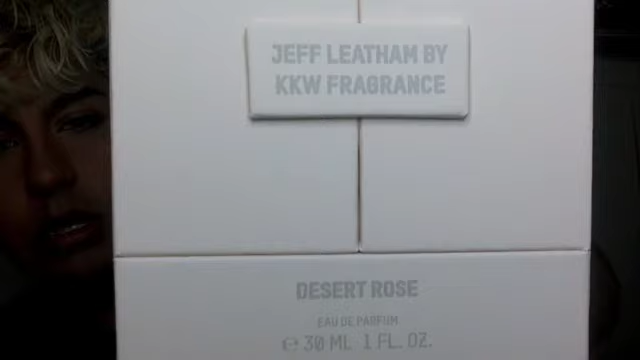 JEFF LEATHAM BY
KKW FRAGRANCE
DESERT ROSE
EAU DE PARFUM
℮ 30 ML 1 FL. OZ.